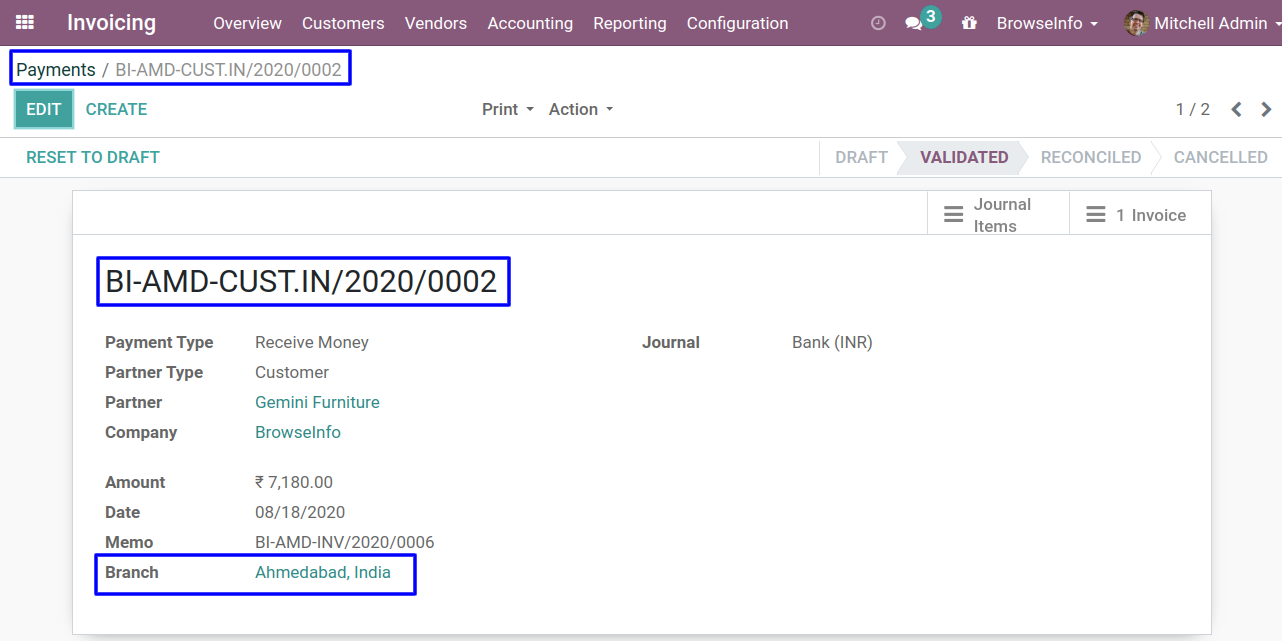 Invoicing Overview Customers Vendors Accounting Reporting Configuration 3 BrowseInfo Mitchell Admin
Payments / BI-AMD-CUST.IN/2020/0002
EDIT CREATE Print Action 1 / 2
RESET TO DRAFT DRAFT VALIDATED RECONCILED CANCELLED
Journal
Items
1 Invoice
BI-AMD-CUST.IN/2020/0002
Payment Type Receive Money Journal Bank (INR)
Partner Type Customer
Partner Gemini Furniture
Company BrowseInfo
Amount ₹ 7,180.00
Date 08/18/2020
Memo BI-AMD-INV/2020/0006
Branch Ahmedabad, India